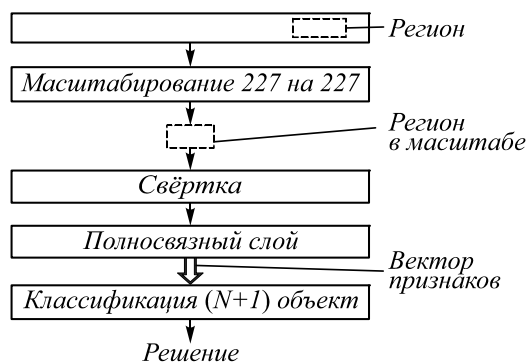 Регион
Масштабирование 227 на 227
Регион
в масштабе
Свёртка
Полносвязный слой
Вектор
признаков
Классификация (N+1) объект
Решение